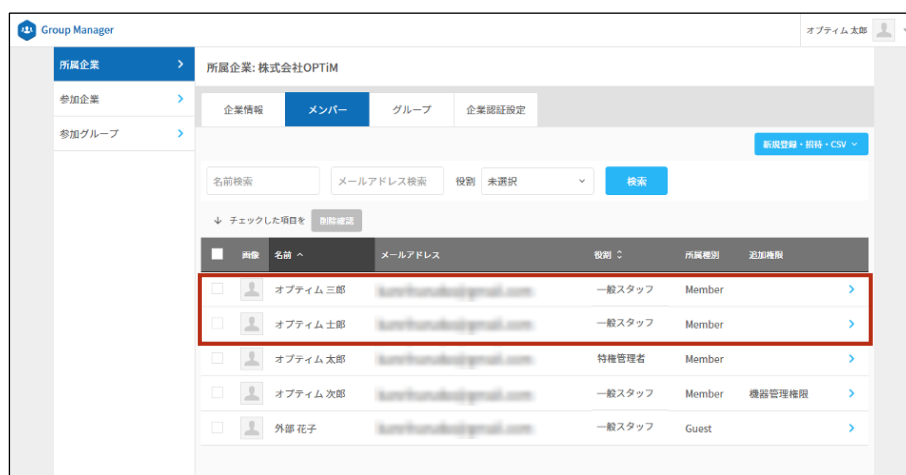 Group Manager
オプティム 太郎
所属企業
参加企業
参加グループ
所属企業: 株式会社OPTiM
企業情報 メンバー グループ 企業認証設定
新規登録・招待・CSV
名前検索 メールアドレス検索 役割 未選択 検索
チェックした項目を 削除確認
画像 名前 メールアドレス 役割 所属種別 追加権限
オプティム 三郎 一般スタッフ Member
オプティム 士郎 一般スタッフ Member
オプティム 太郎 特権管理者 Member
オプティム 次郎 一般スタッフ Member 機器管理権限
外部 花子 一般スタッフ Guest